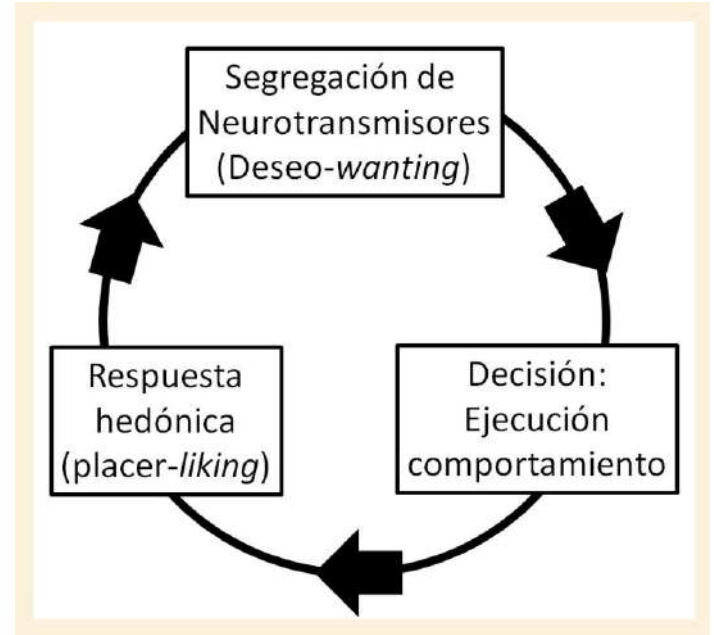 Segregación de
Neurotransmisores
(Deseo-wanting)
Respuesta
hedónica
(placer-liking)
Decisión:
Ejecución
comportamiento